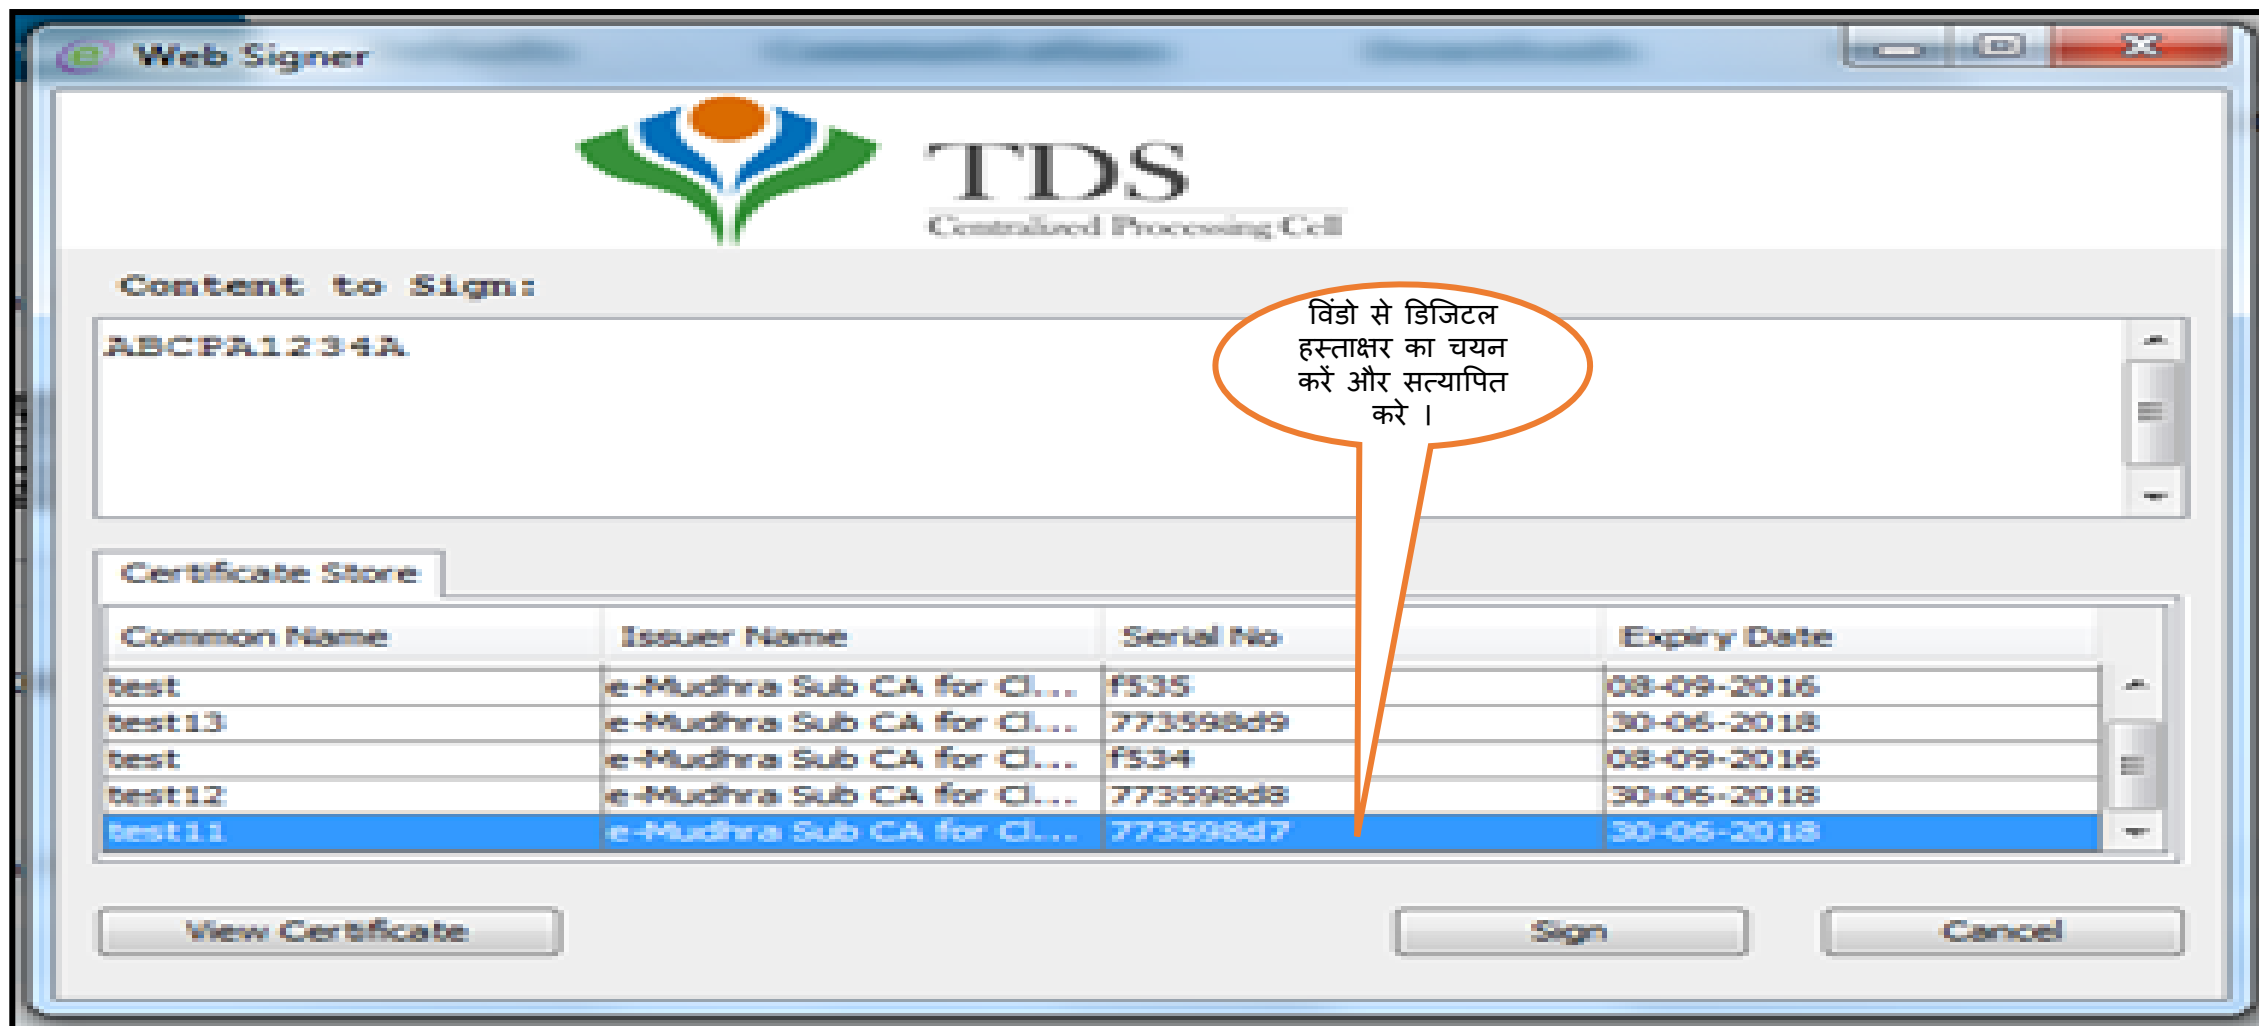 Web Signer
TDS
Centralized Processing Cell
Content to Sign:
ABCPA1234A
विंडो से डिजिटल
हस्ताक्षर का चयन
करें और सत्यापित
करे ।
Certificate Store
Common Name Issuer Name Serial No Expiry Date
test e-Mudhra Sub CA for Cl.... f535 08-09-2016
test13 e-Mudhra Sub CA for Cl.... 773598d9 30-06-2018
test e-Mudhra Sub CA for Cl.... f534 08-09-2016
test12 e-Mudhra Sub CA for Cl.... 773598d8 30-06-2018
test11 e-Mudhra Sub CA for Cl.... 773598d7 30-06-2018
View Certificate Sign Cancel